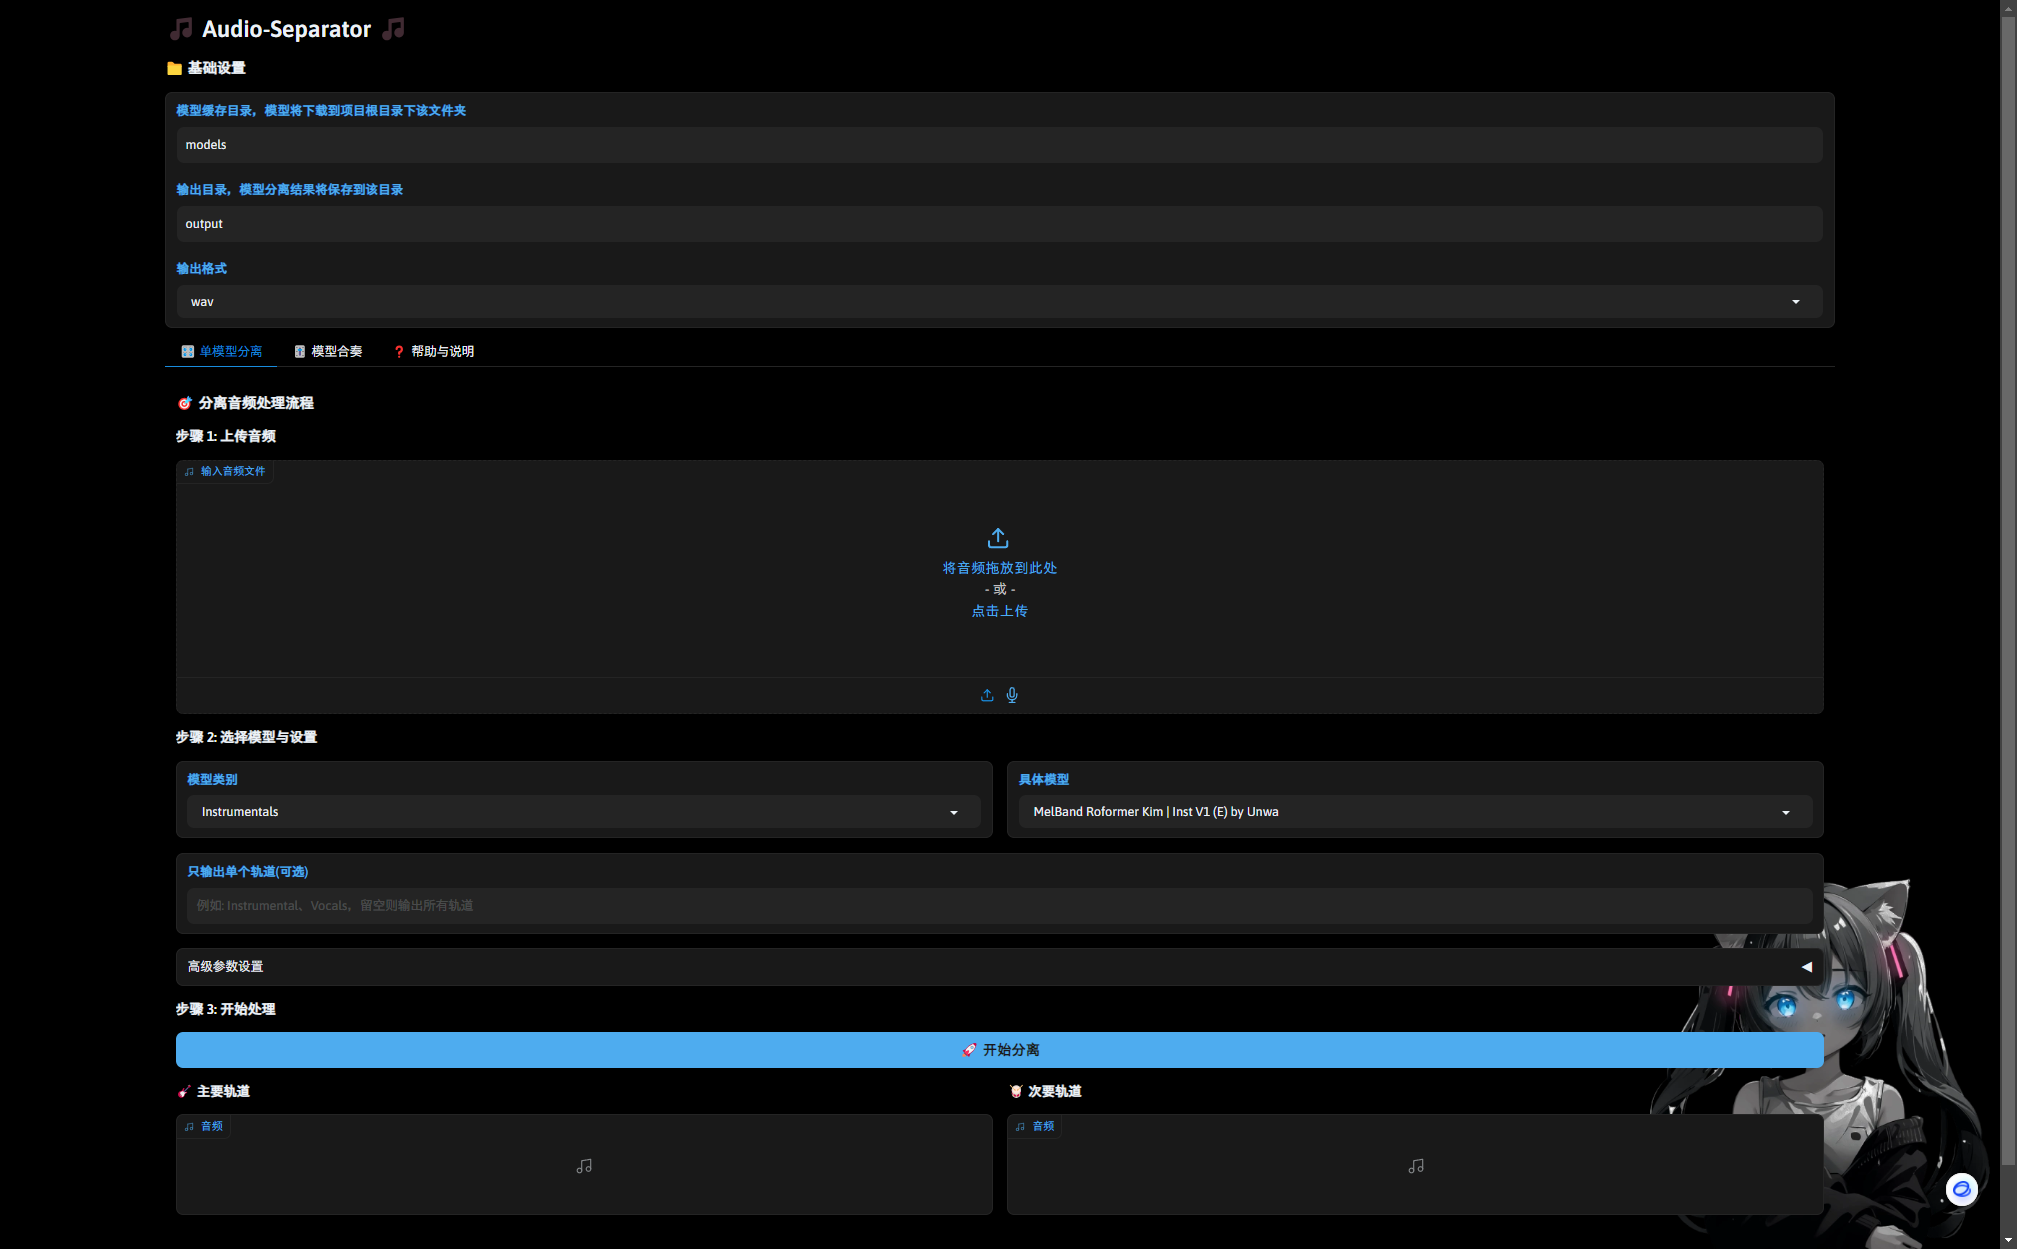 Audio-Separator
基础设置
模型缓存目录，模型将下载到项目根目录下该文件夹
models
输出目录，模型分离结果将保存到该目录
output
输出格式
wav
单模型分离 模型合奏 ❓ 帮助与说明
分离音频处理流程
步骤 1: 上传音频
输入音频文件
将音频拖放到此处
- 或 -
点击上传
步骤 2: 选择模型与设置
模型类别
Instrumentals
具体模型
MelBand Roformer Kim | Inst V1 (E) by Unwa
只输出单个轨道(可选)
例如: Instrumental、Vocals，留空则输出所有轨道
高级参数设置
步骤 3: 开始处理
开始分离
主要轨道
音频
次要轨道
音频